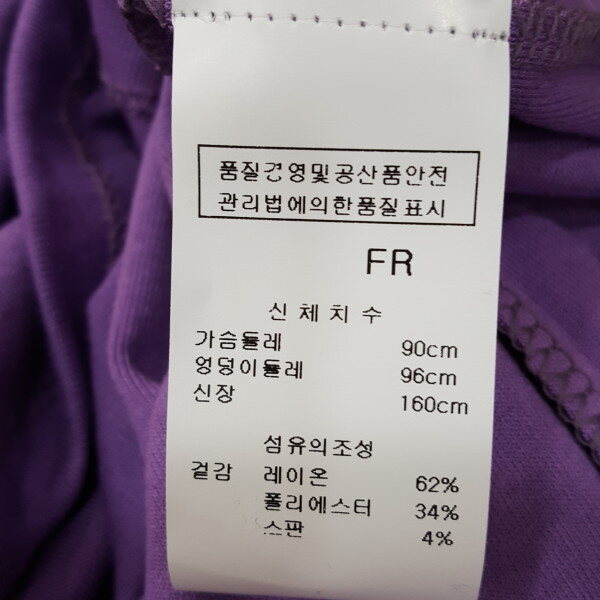 품질경영및공산품안전
관리법에의한품질표시
FR
신체치수
가슴둘레 90cm
엉덩이둘레 96cm
신장 160cm
섬유의조성
겉감 레이온 62%
폴리에스터 34%
스판 4%